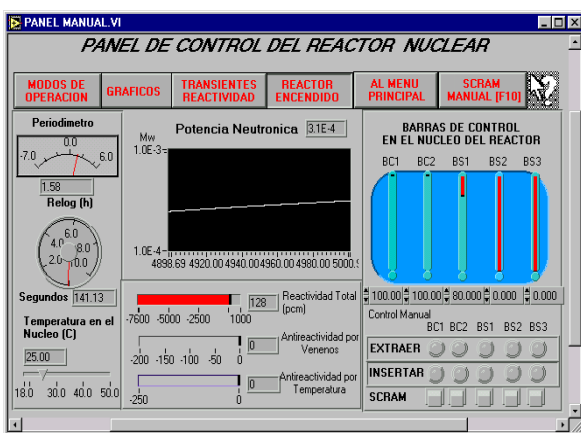 PANEL MANUAL.VI
PANEL DE CONTROL DEL REACTOR NUCLEAR
MODOS DE OPERACION
GRAFICOS
TRANSIENTES REACTIVIDAD
REACTOR ENCENDIDO
AL MENU PRINCIPAL
SCRAM MANUAL [F10]
Periodimetro
0.0
-7.0 6.0
1.58
Relog (h)
6.0
4.0 8.0
2.0 0.0
Segundos 141.13
Temperatura en el
Nucleo (C)
25.00
18.0 30.0 40.0 50.0
Mw
Potencia Neutronica 3.1E-4
1.0E-3
1.0E-4
4898.69 4920.00 4940.00 4960.00 4980.00 5000.
128 Reactividad Total
(pcm)
-7600 -5000 -2500 1000
0 Antireactividad por
Venenos
-200 -150 -100 -50 0
0 Antireactividad por
Temperatura
-250 0
BARRAS DE CONTROL
EN EL NUCLEO DEL REACTOR
BC1 BC2 BS1 BS2 BS3
100.00 100.00 80.000 0.000 0.000
Control Manual
BC1 BC2 BS1 BS2 BS3
EXTRAER
INSERTAR
SCRAM